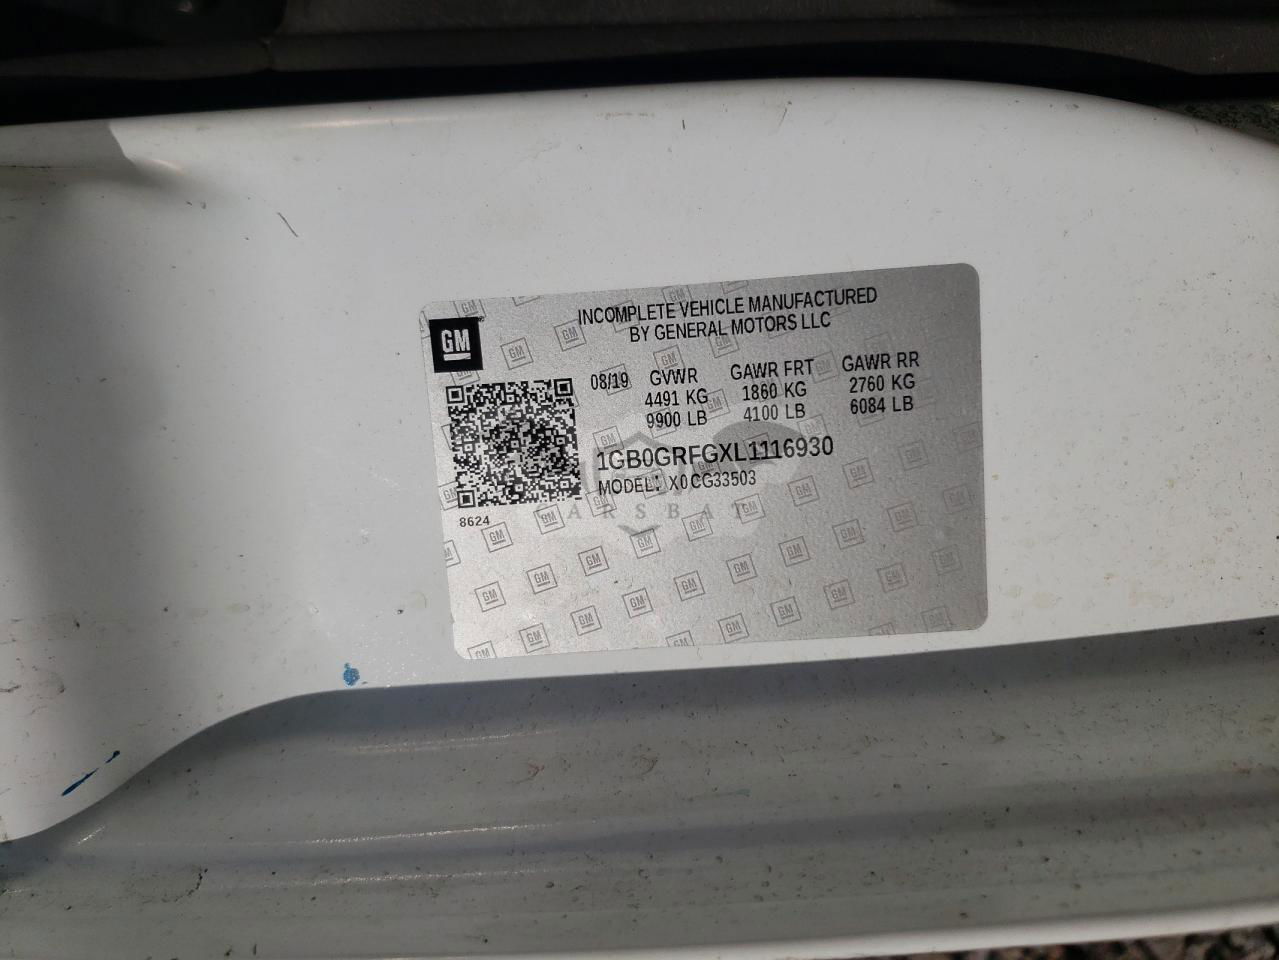 INCOMPLETE VEHICLE MANUFACTURED
BY GENERAL MOTORS LLC
GM
08/19 GVWR GAWR FRT GAWR RR
4491 KG 1860 KG 2760 KG
9900 LB 4100 LB 6084 LB
1GB0GRFGXL1116930
MODEL: X0CG33503
8624
ARSBAT